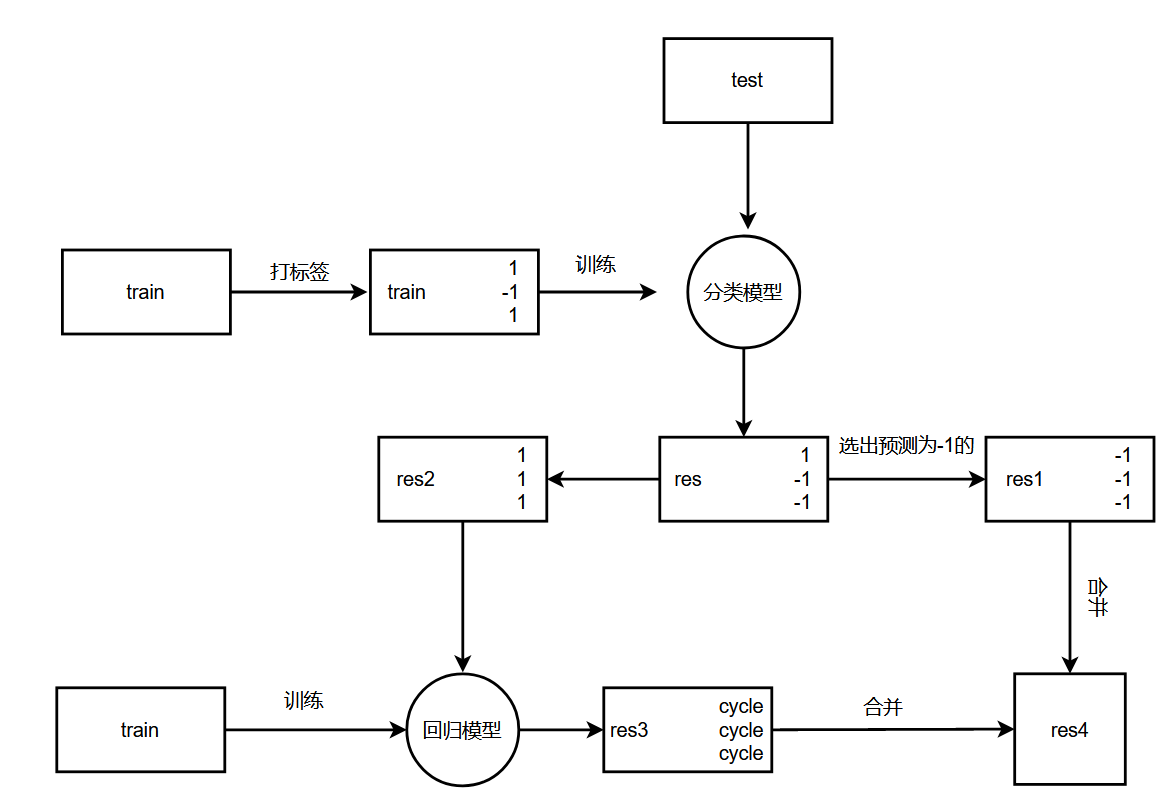 test
打标签
训练
train
train
1
-1
1
分类模型
选出预测为-1的
res2
1
1
1
res
1
-1
-1
res1
-1
-1
-1
合并
训练
合并
train
回归模型
res3
cycle
cycle
cycle
res4